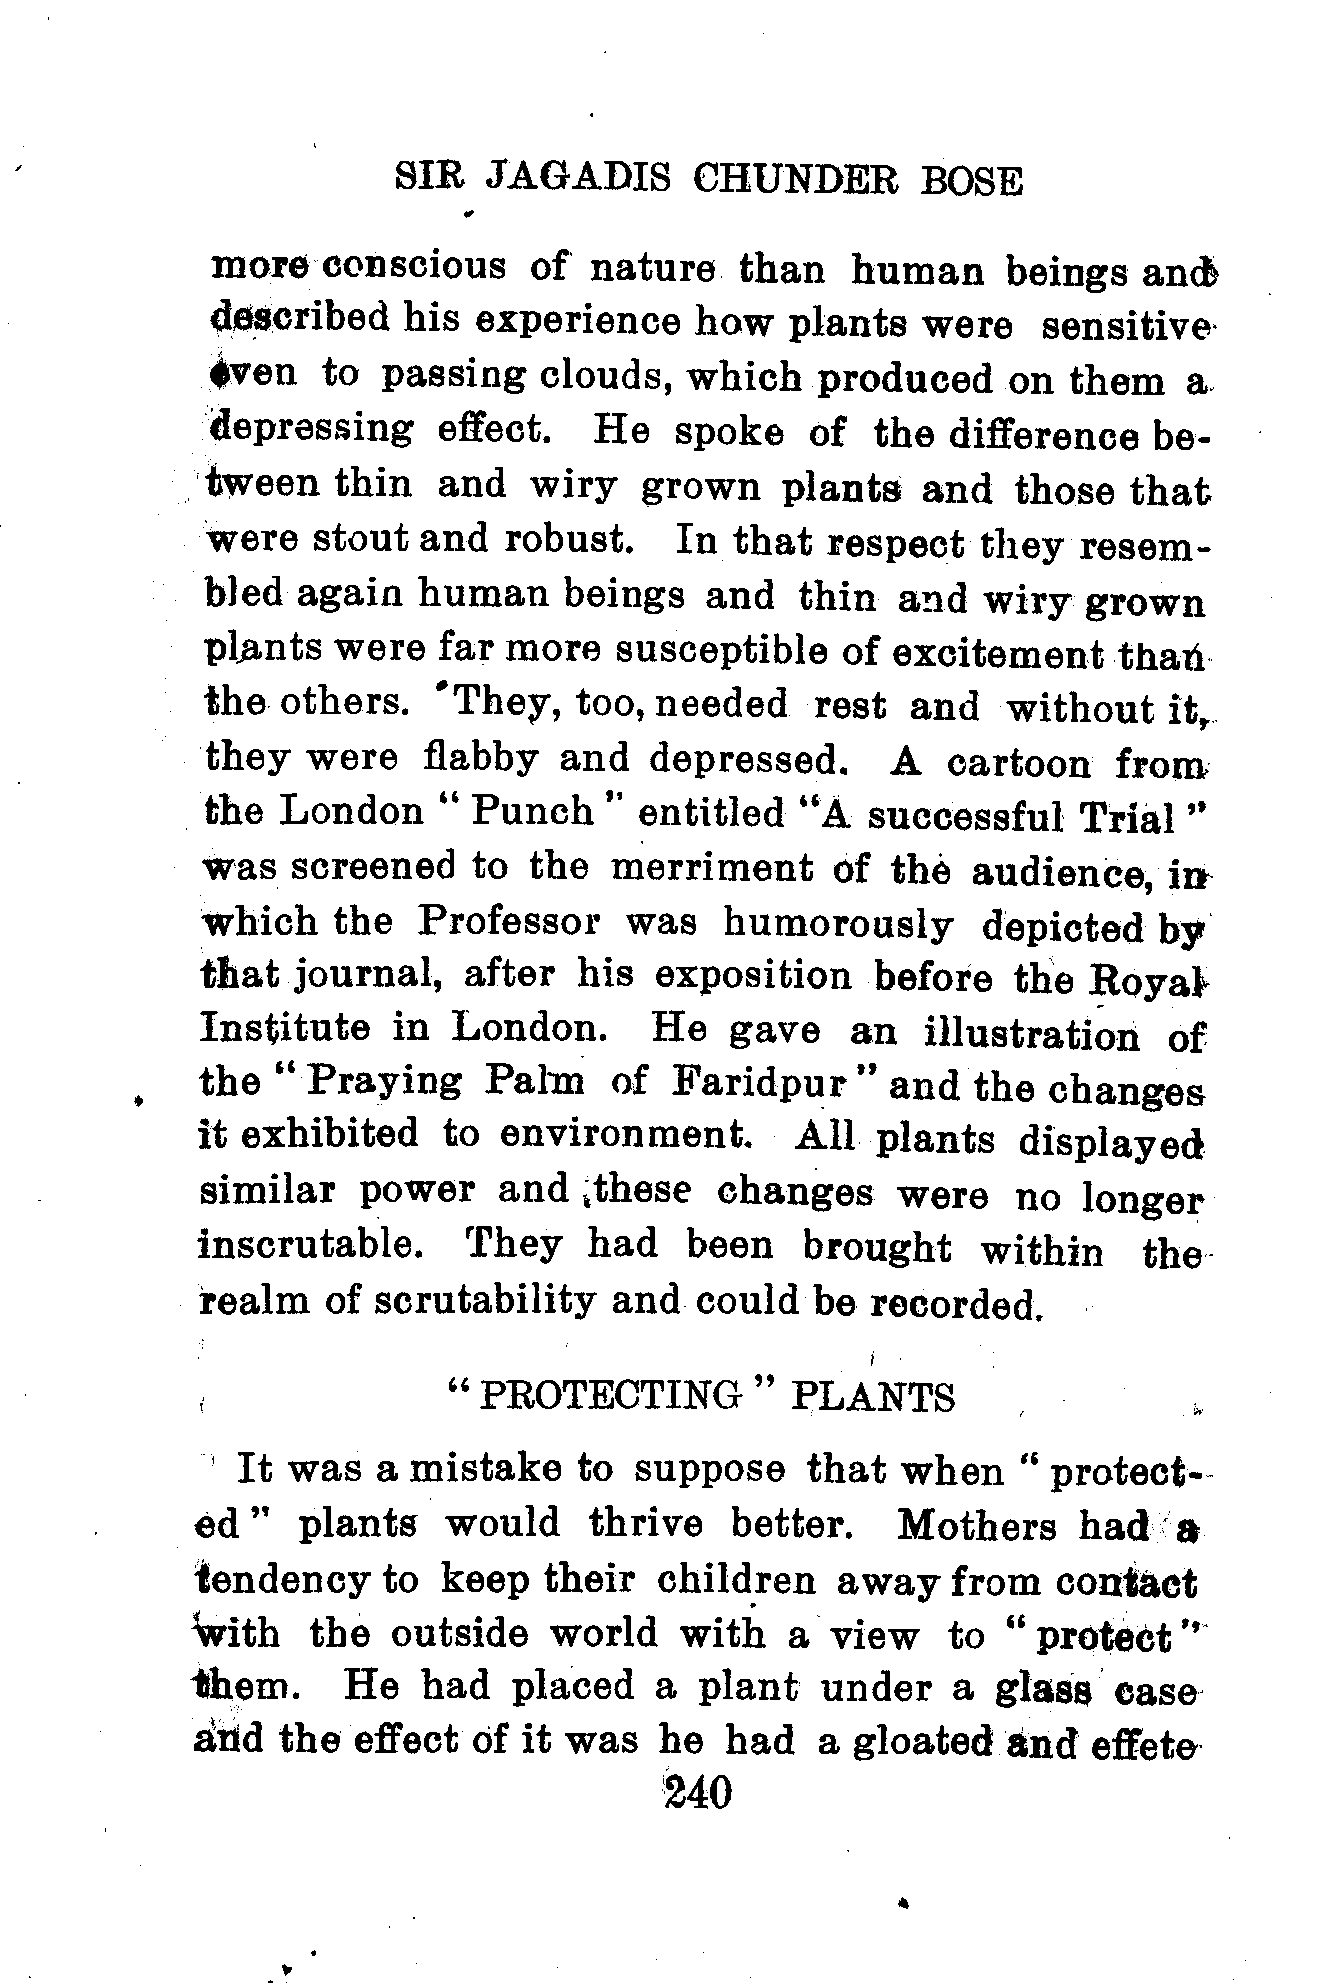 SIR JAGADIS CHUNDER BOSE
more conscious of nature than human beings and
described his experience how plants were sensitive
even to passing clouds, which produced on them a
depressing effect. He spoke of the difference be-
tween thin and wiry grown plants and those that
were stout and robust. In that respect they resem-
bled again human beings and thin and wiry grown
plants were far more susceptible of excitement than
the others. They, too, needed rest and without it,
they were flabby and depressed. A cartoon from
the London " Punch " entitled "A successful Trial "
was screened to the merriment of the audience, in
which the Professor was humorously depicted by
that journal, after his exposition before the Royal
Institute in London. He gave an illustration of
the " Praying Palm of Faridpur " and the changes
it exhibited to environment. All plants displayed
similar power and these changes were no longer
inscrutable. They had been brought within the
realm of scrutability and could be recorded.
" PROTECTING " PLANTS
It was a mistake to suppose that when " protect-
ed " plants would thrive better. Mothers had a
tendency to keep their children away from contact
with the outside world with a view to " protect "
them. He had placed a plant under a glass case
and the effect of it was he had a gloated and effete
240